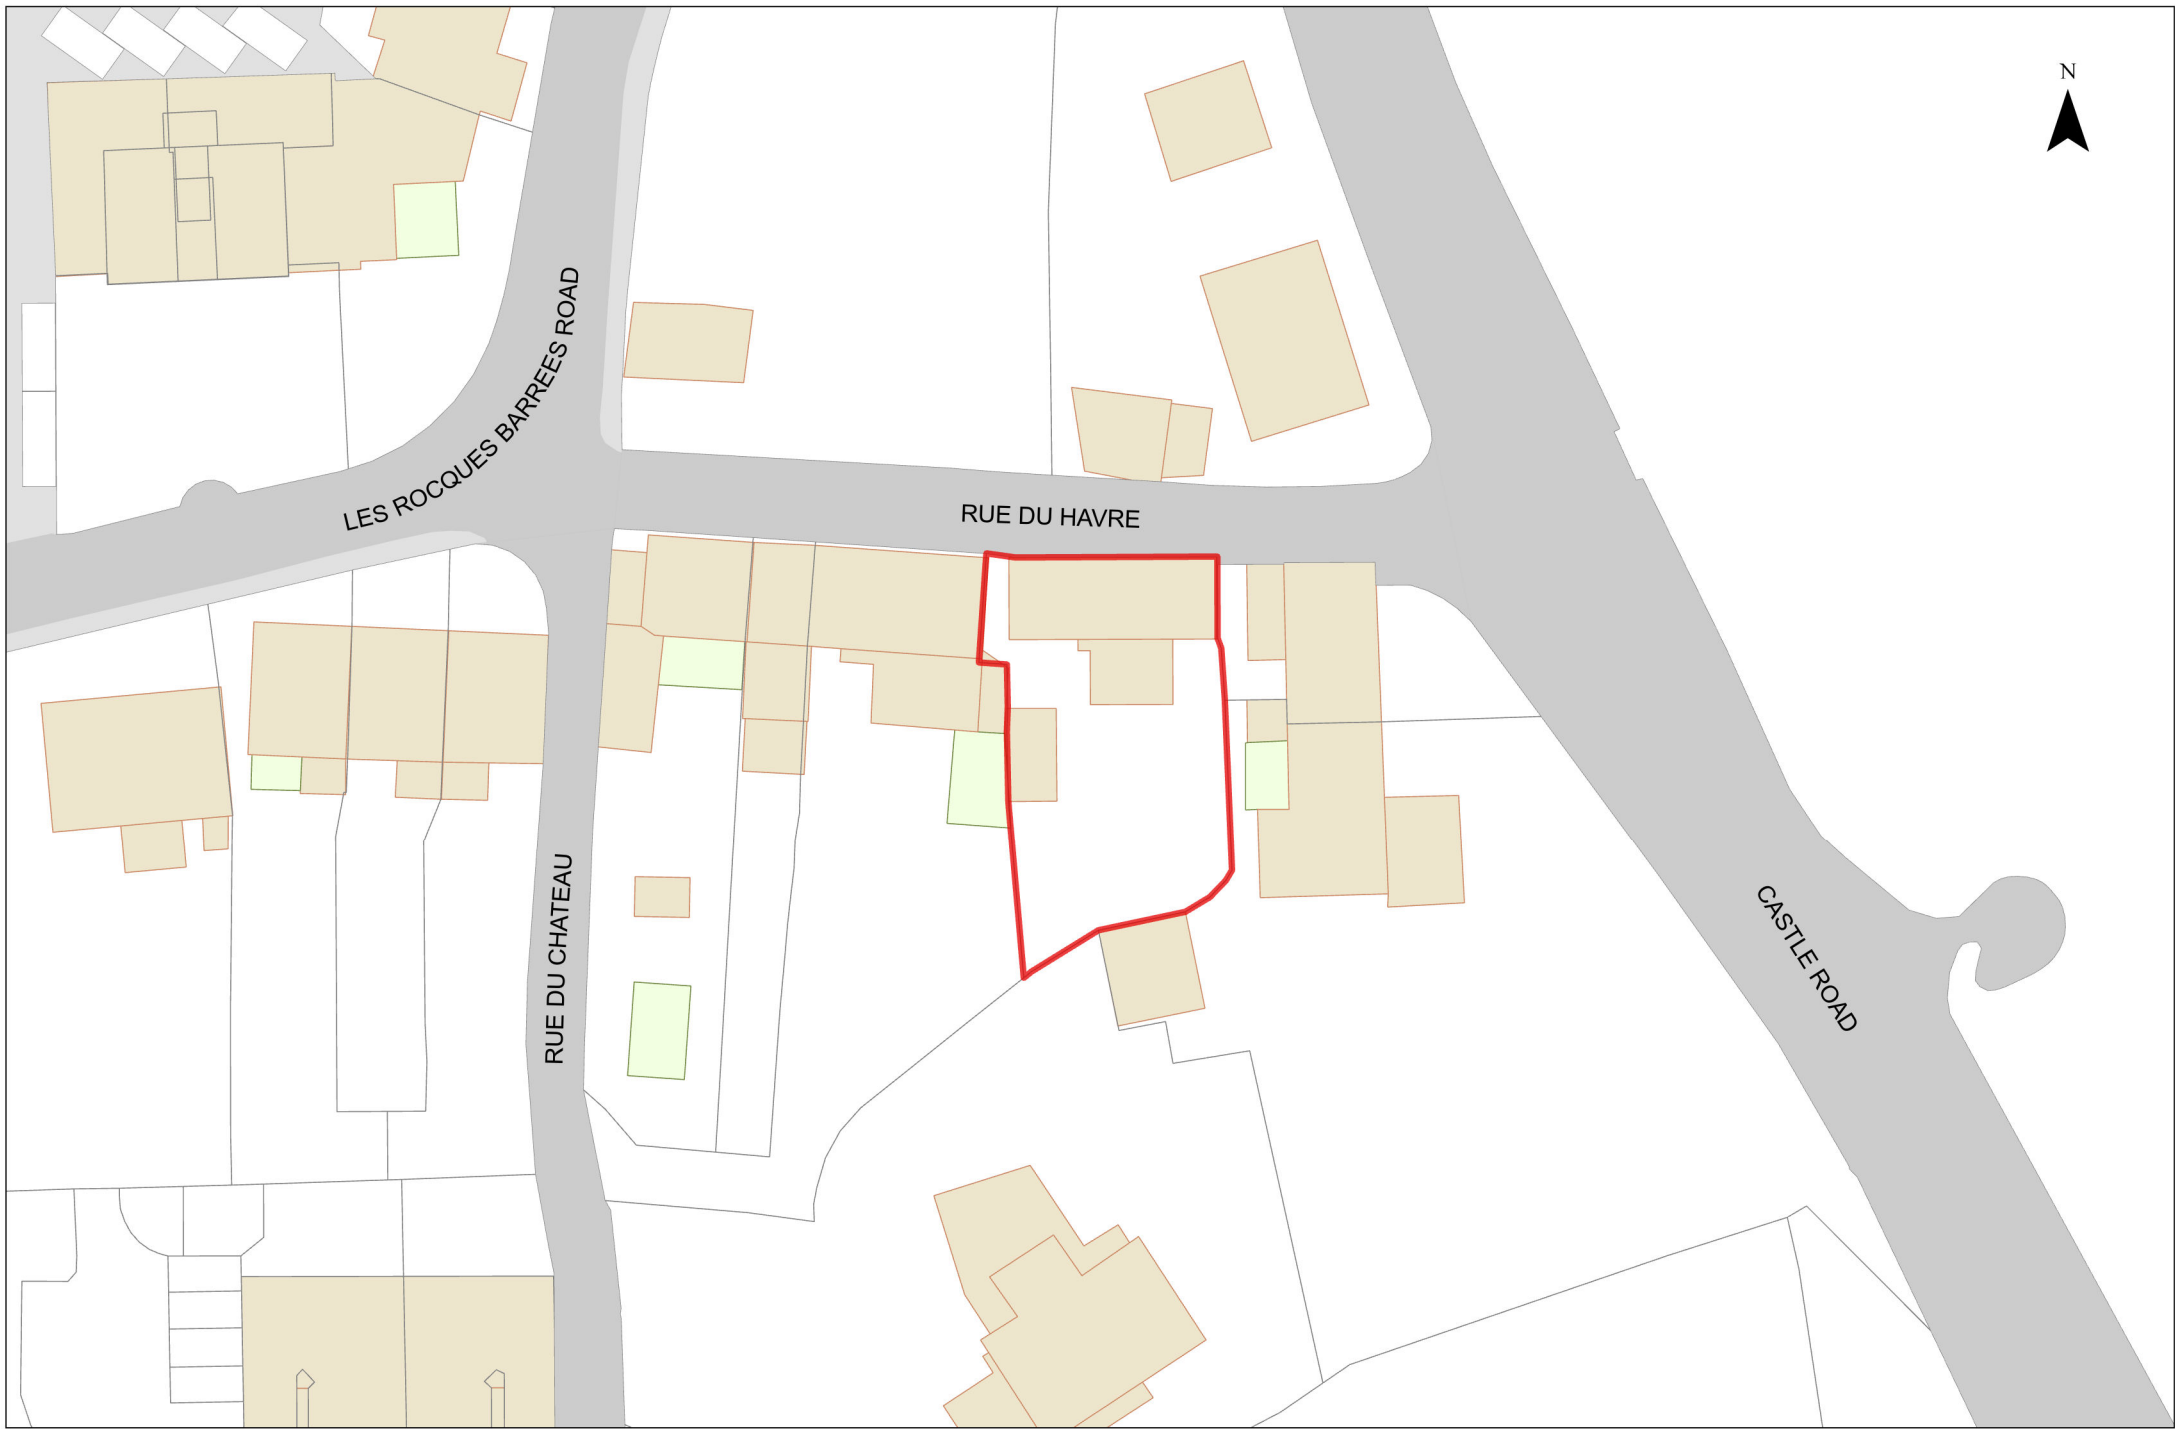 N
LES ROCQUES BARREES ROAD
RUE DU HAVRE
RUE DU CHATEAU
CASTLE ROAD